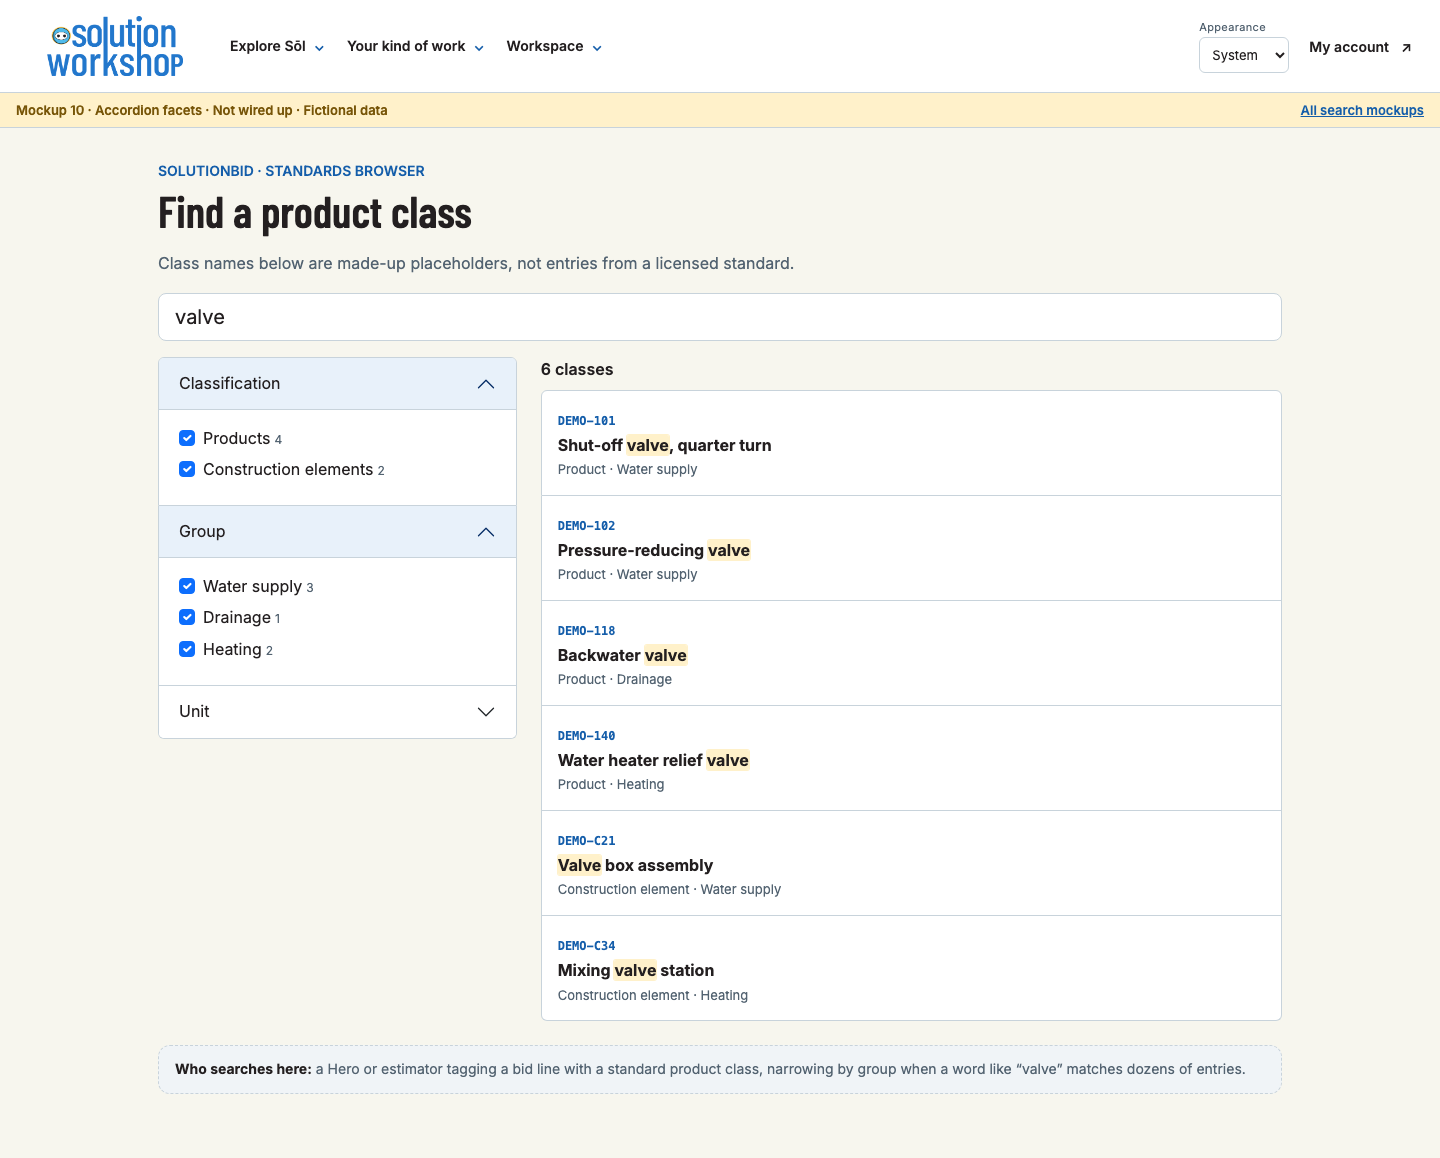 solution
workshop
Explore Sōl
Your kind of work
Workspace
Appearance
System
My account
Mockup 10 · Accordion facets · Not wired up · Fictional data
All search mockups
SOLUTIONBID · STANDARDS BROWSER
Find a product class
Class names below are made-up placeholders, not entries from a licensed standard.
valve
Classification
Products 4
Construction elements 2
Group
Water supply 3
Drainage 1
Heating 2
Unit
6 classes
DEMO-101
Shut-off valve, quarter turn
Product · Water supply
DEMO-102
Pressure-reducing valve
Product · Water supply
DEMO-118
Backwater valve
Product · Drainage
DEMO-140
Water heater relief valve
Product · Heating
DEMO-C21
Valve box assembly
Construction element · Water supply
DEMO-C34
Mixing valve station
Construction element · Heating
Who searches here: a Hero or estimator tagging a bid line with a standard product class, narrowing by group when a word like “valve” matches dozens of entries.